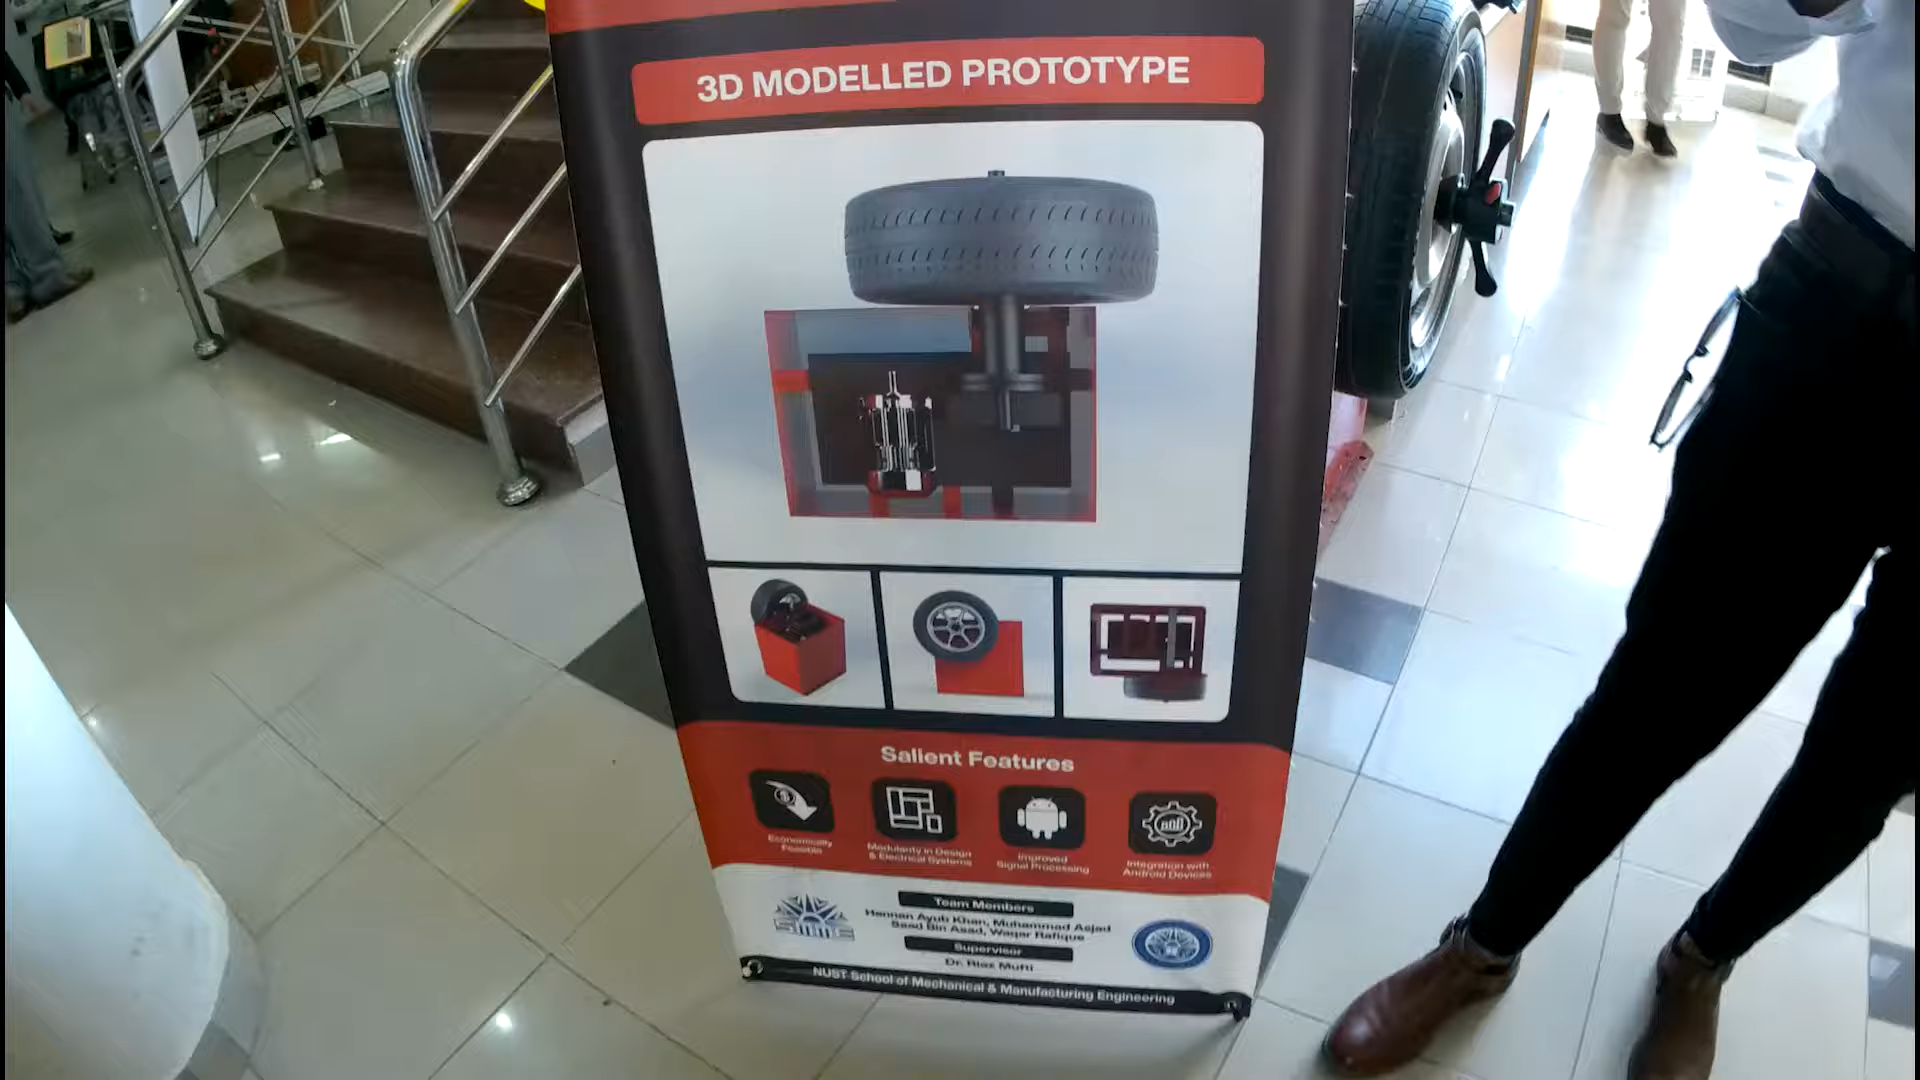 3D MODELLED PROTOTYPE
Salient Features
Economically
Feasible
Modularity in Design
& Electrical Systems
Improved
Signal Processing
Integration with
Android Devices
SMME
Team Members
Hannan Ayub Khan, Muhammad Asjad
Saad Bin Asad, Waqar Rafique
Supervisor
Dr. Riaz Mufti
NUST School of Mechanical & Manufacturing Engineering